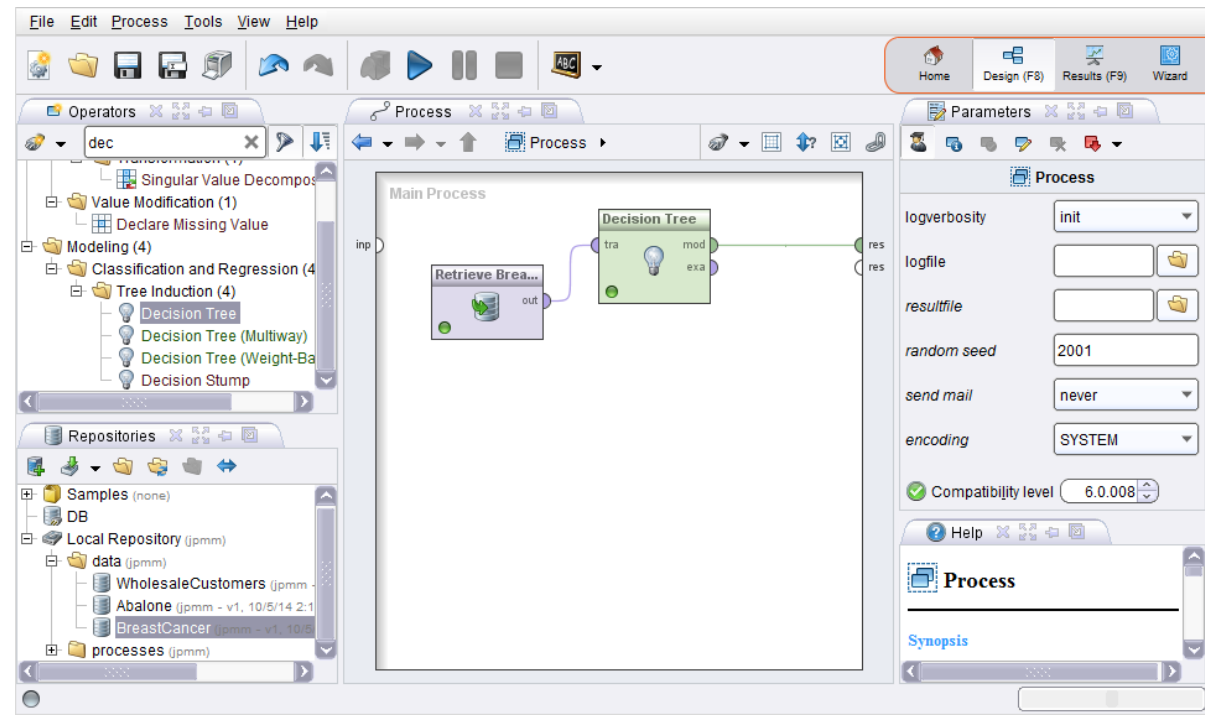 File Edit Process Tools View Help
ABC
Home Design (F8) Results (F9) Wizard
Operators
dec
Singular Value Decompos
Value Modification (1)
Declare Missing Value
Modeling (4)
Classification and Regression (4
Tree Induction (4)
Decision Tree
Decision Tree (Multiway)
Decision Tree (Weight-Ba
Decision Stump
Repositories
Samples (none)
DB
Local Repository (jpmm)
data (jpmm)
WholesaleCustomers (jpmm -
Abalone (jpmm - v1, 10/5/14 2:1
BreastCancer (jpmm - v1, 10/5
processes (jpmm)
Process
Process
Main Process
inp
Retrieve Brea...
out
Decision Tree
tra mod
exa
res
res
Parameters
Process
logverbosity init
logfile
resultfile
random seed 2001
send mail never
encoding SYSTEM
Compatibility level 6.0.008
Help
Process
Synopsis